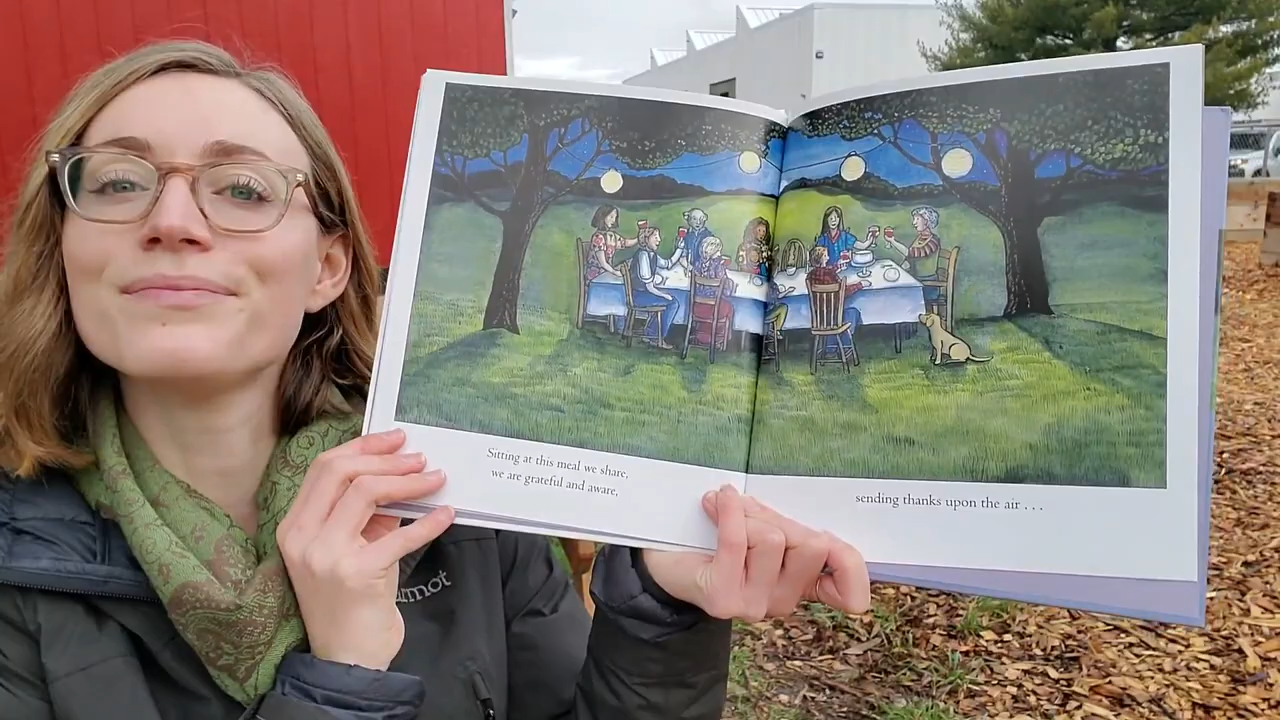 Sitting at this meal we share,
we are grateful and aware,
sending thanks upon the air . . .